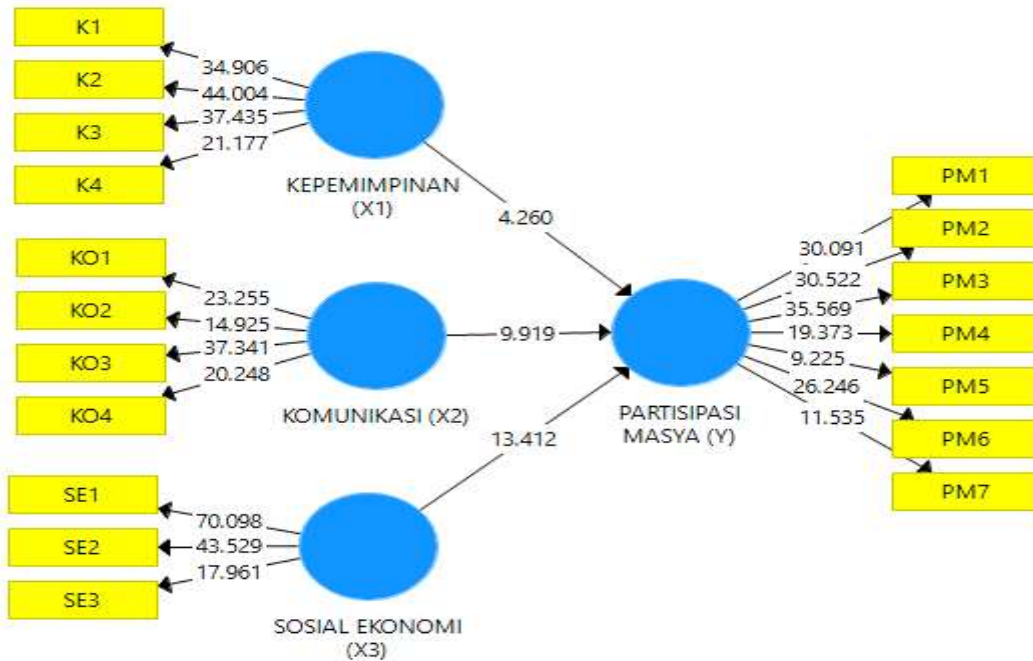 K1
K2
K3
K4
34.906
44.004
37.435
21.177
KEPEMIMPINAN
(X1)
4.260
KO1
KO2
KO3
KO4
23.255
14.925
37.341
20.248
KOMUNIKASI (X2)
9.919
SE1
SE2
SE3
70.098
43.529
17.961
SOSIAL EKONOMI
(X3)
13.412
PARTISIPASI
MASYA (Y)
30.091
30.522
35.569
19.373
9.225
26.246
11.535
PM1
PM2
PM3
PM4
PM5
PM6
PM7